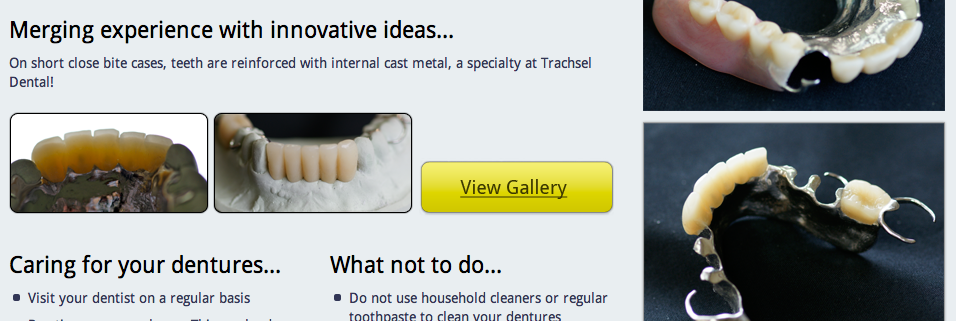 Merging experience with innovative ideas...
On short close bite cases, teeth are reinforced with internal cast metal, a specialty at Trachsel
Dental!
View Gallery
Caring for your dentures...
Visit your dentist on a regular basis
What not to do...
Do not use household cleaners or regular
toothpaste to clean your dentures